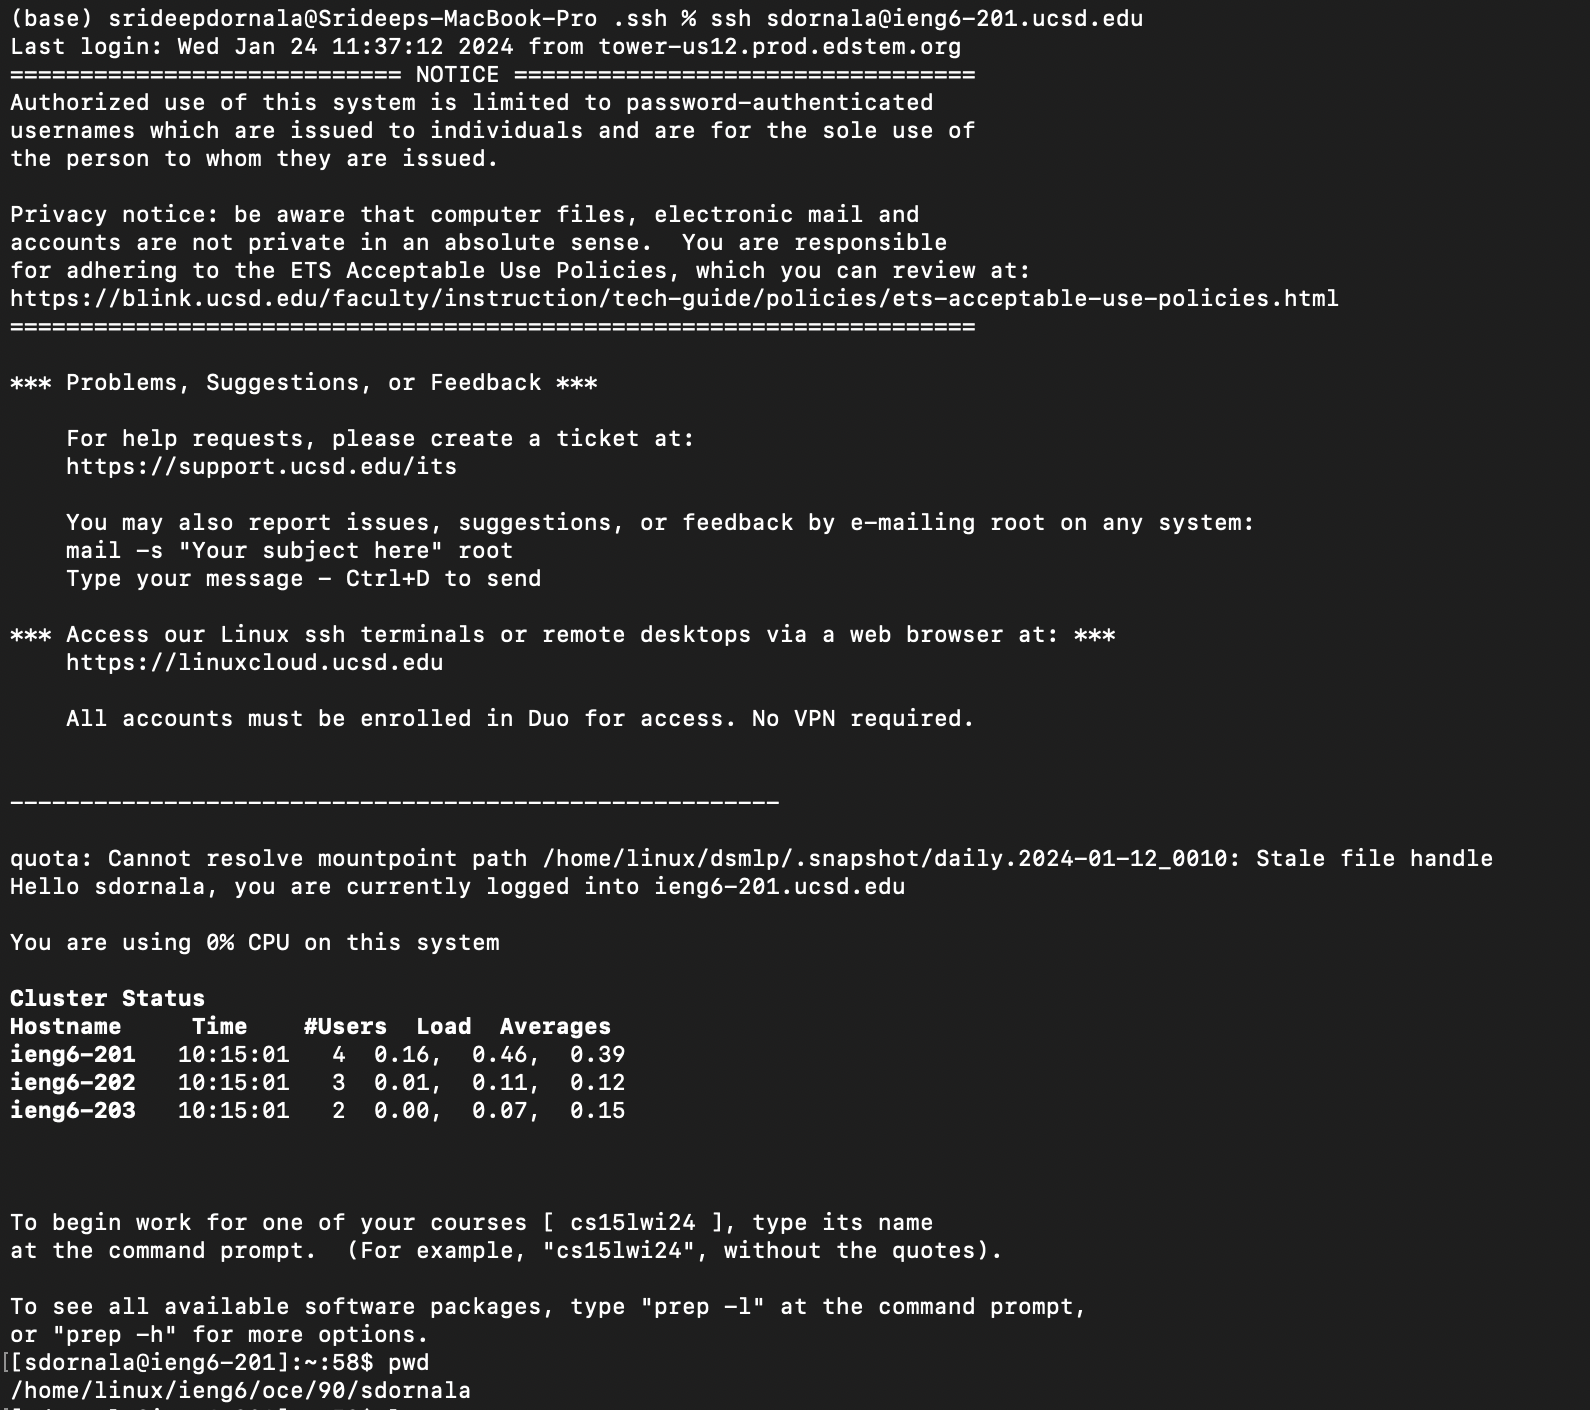 (base) srideepdornala@Srideeps-MacBook-Pro .ssh % ssh sdornala@ieng6-201.ucsd.edu
Last login: Wed Jan 24 11:37:12 2024 from tower-us12.prod.edstem.org
============================ NOTICE =================================
Authorized use of this system is limited to password-authenticated
usernames which are issued to individuals and are for the sole use of
the person to whom they are issued.
Privacy notice: be aware that computer files, electronic mail and
accounts are not private in an absolute sense.  You are responsible
for adhering to the ETS Acceptable Use Policies, which you can review at:
https://blink.ucsd.edu/faculty/instruction/tech-guide/policies/ets-acceptable-use-policies.html
=====================================================================
*** Problems, Suggestions, or Feedback ***
    For help requests, please create a ticket at:
    https://support.ucsd.edu/its
    You may also report issues, suggestions, or feedback by e-mailing root on any system:
    mail -s "Your subject here" root
    Type your message - Ctrl+D to send
*** Access our Linux ssh terminals or remote desktops via a web browser at: ***
    https://linuxcloud.ucsd.edu
    All accounts must be enrolled in Duo for access. No VPN required.
-------------------------------------------------------
quota: Cannot resolve mountpoint path /home/linux/dsmlp/.snapshot/daily.2024-01-12_0010: Stale file handle
Hello sdornala, you are currently logged into ieng6-201.ucsd.edu
You are using 0% CPU on this system
Cluster Status
Hostname     Time    #Users  Load  Averages
ieng6-201   10:15:01   4  0.16,  0.46,  0.39
ieng6-202   10:15:01   3  0.01,  0.11,  0.12
ieng6-203   10:15:01   2  0.00,  0.07,  0.15
To begin work for one of your courses [ cs15lwi24 ], type its name
at the command prompt.  (For example, "cs15lwi24", without the quotes).
To see all available software packages, type "prep -l" at the command prompt,
or "prep -h" for more options.
[[sdornala@ieng6-201]:~:58$ pwd
/home/linux/ieng6/oce/90/sdornala